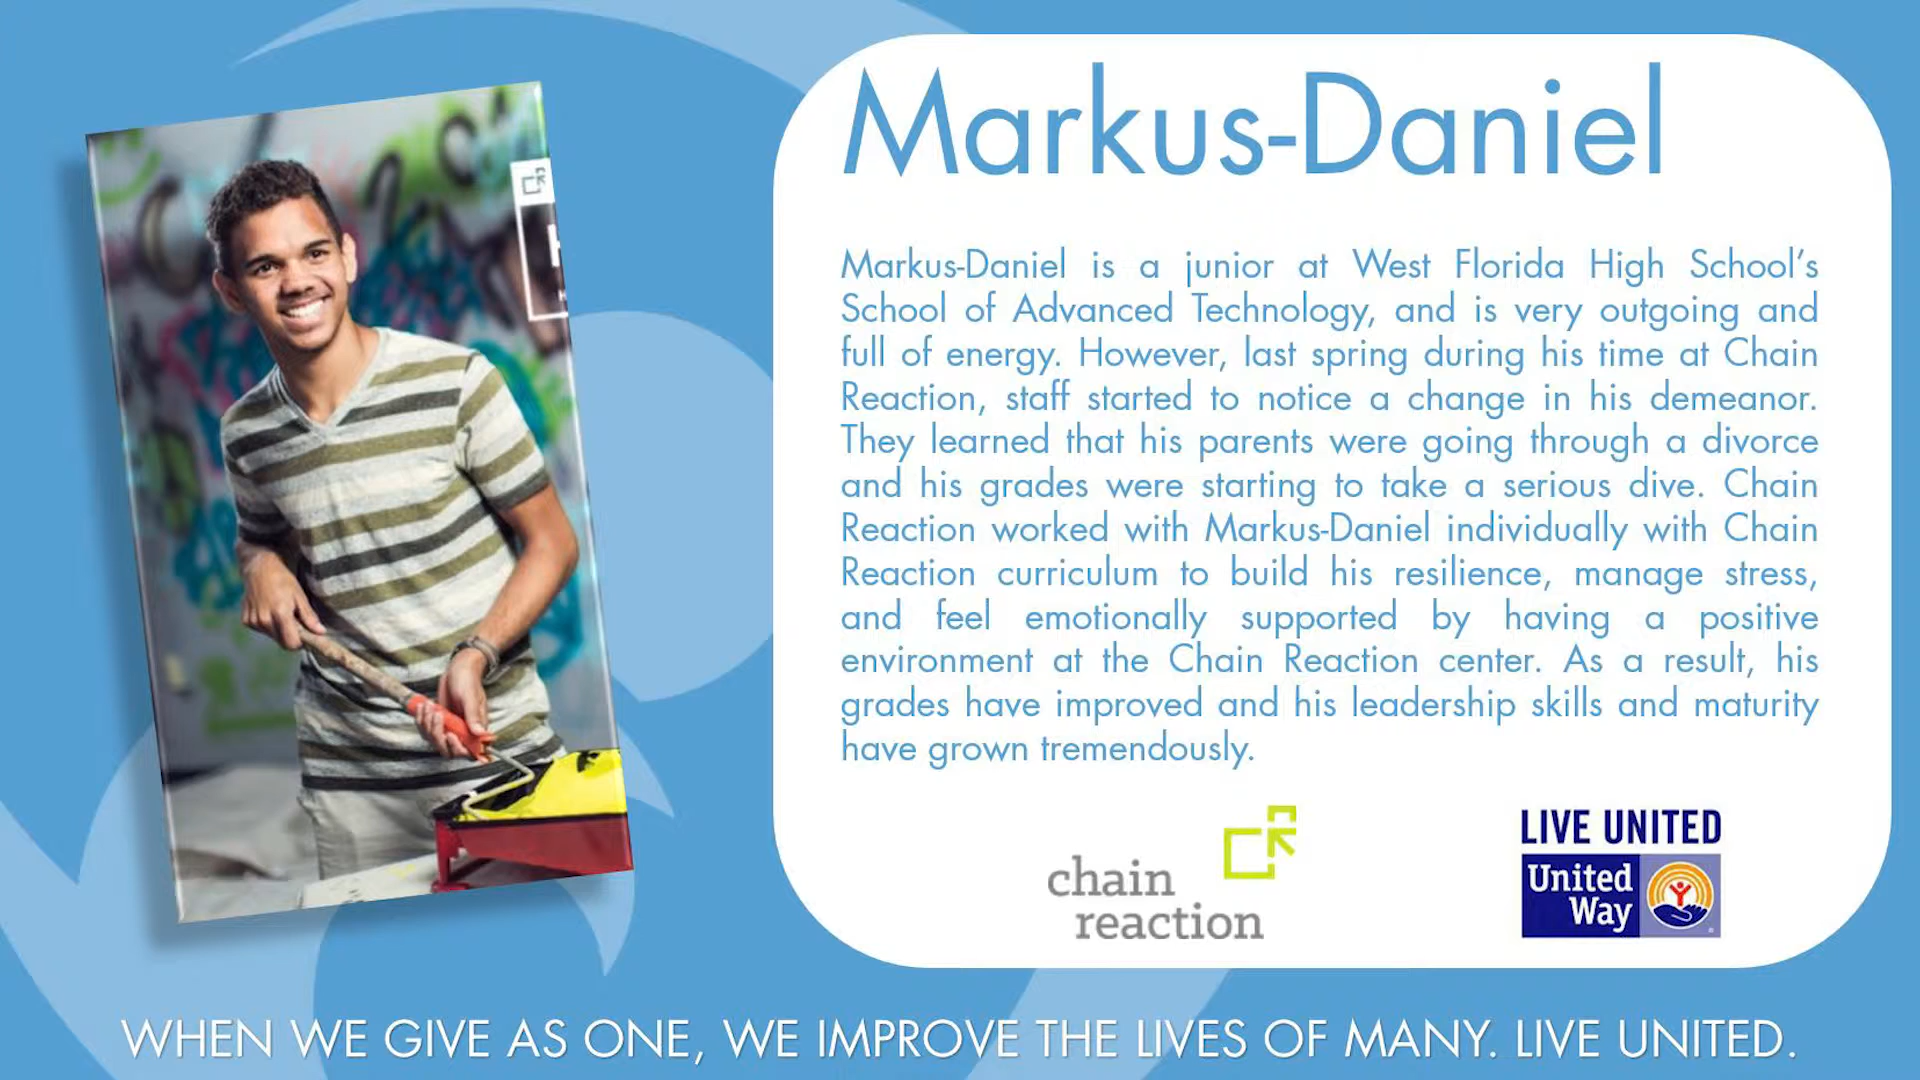 Markus-Daniel
Markus-Daniel is a junior at West Florida High School's
School of Advanced Technology, and is very outgoing and
full of energy. However, last spring during his time at Chain
Reaction, staff started to notice a change in his demeanor.
They learned that his parents were going through a divorce
and his grades were starting to take a serious dive. Chain
Reaction worked with Markus-Daniel individually with Chain
Reaction curriculum to build his resilience, manage stress,
and feel emotionally supported by having a positive
environment at the Chain Reaction center. As a result, his
grades have improved and his leadership skills and maturity
have grown tremendously.
chain
reaction
LIVE UNITED
United
Way
WHEN WE GIVE AS ONE, WE IMPROVE THE LIVES OF MANY. LIVE UNITED.